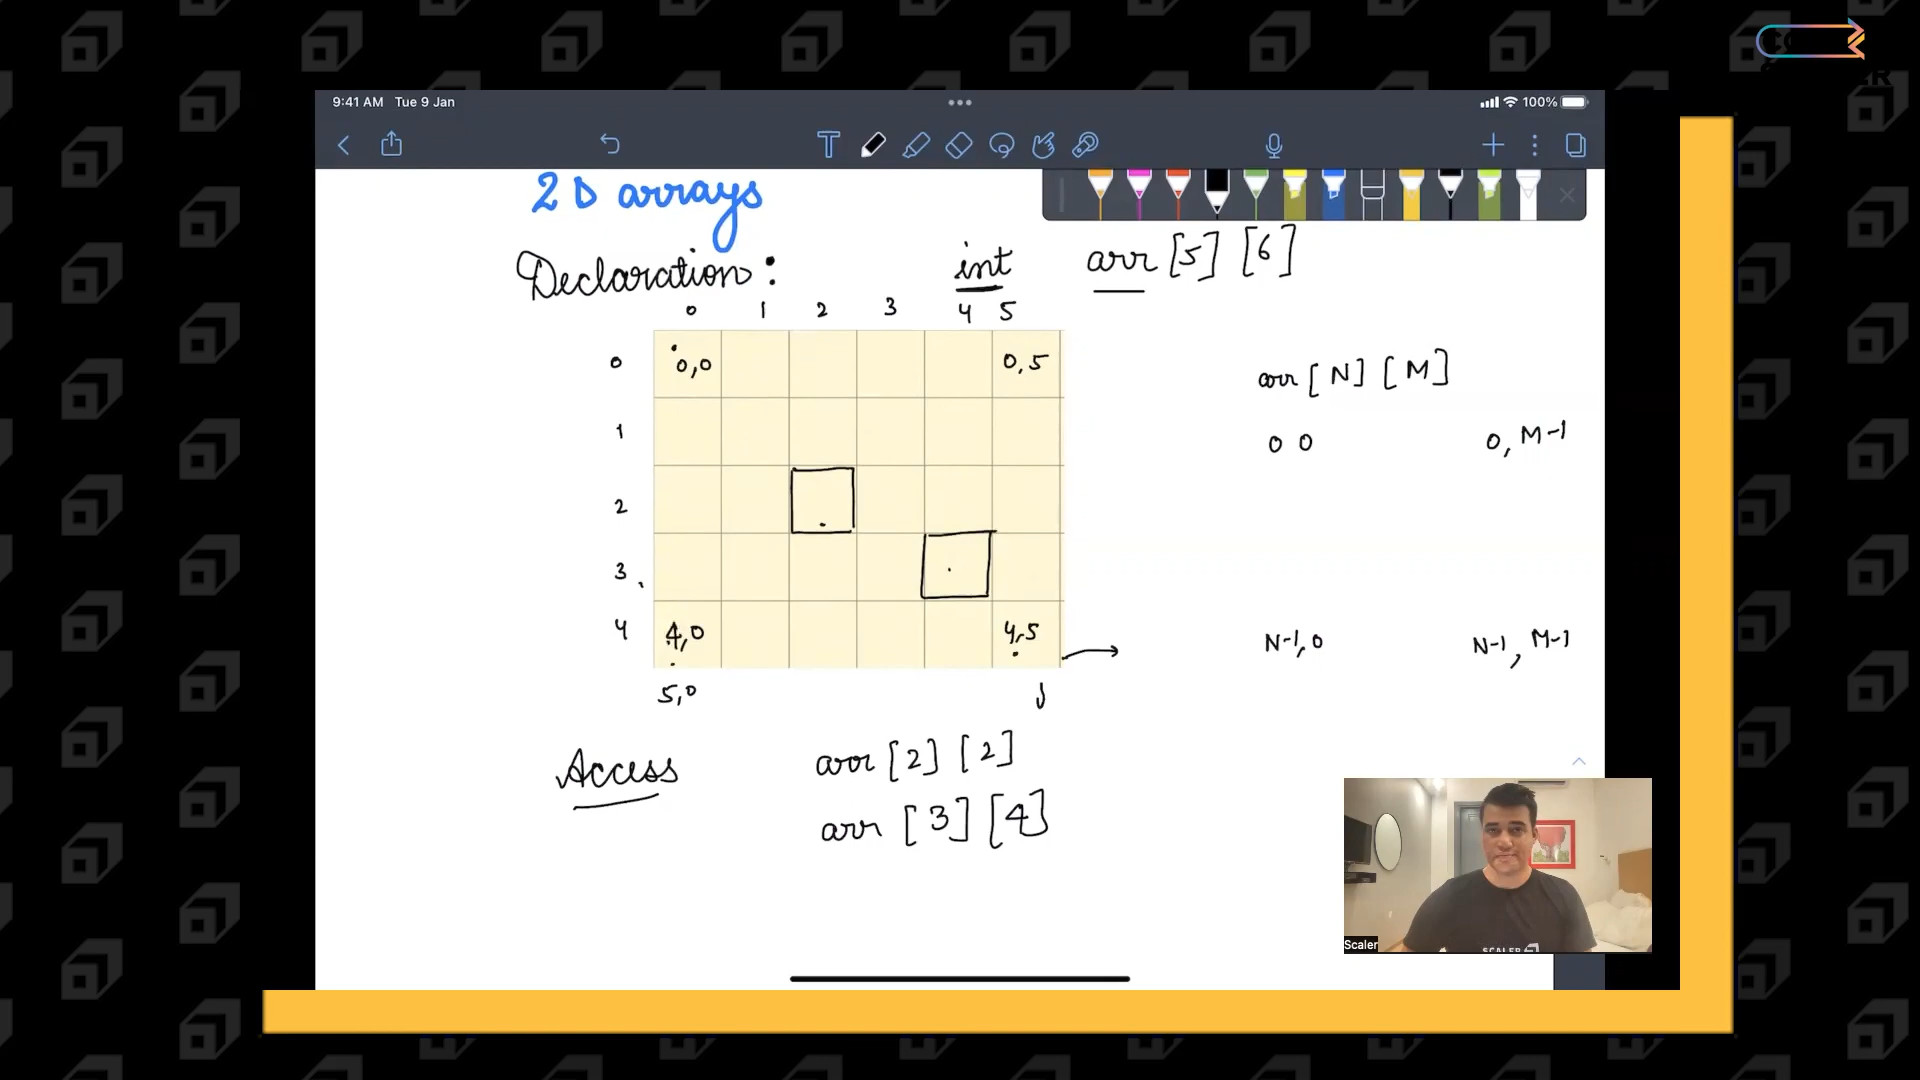 9:41 AM Tue 9 Jan
100%
2D arrays
Declaration: int arr[5] [6]
0 1 2 3 4 5
0 0,0 0,5
arr[N] [M]
1
0 0 0, M-1
2
3
4 4,0 4,5
N-1,0 N-1, M-1
5,0
Access arr[2] [2]
arr [3] [4]
Scaler
SCALER